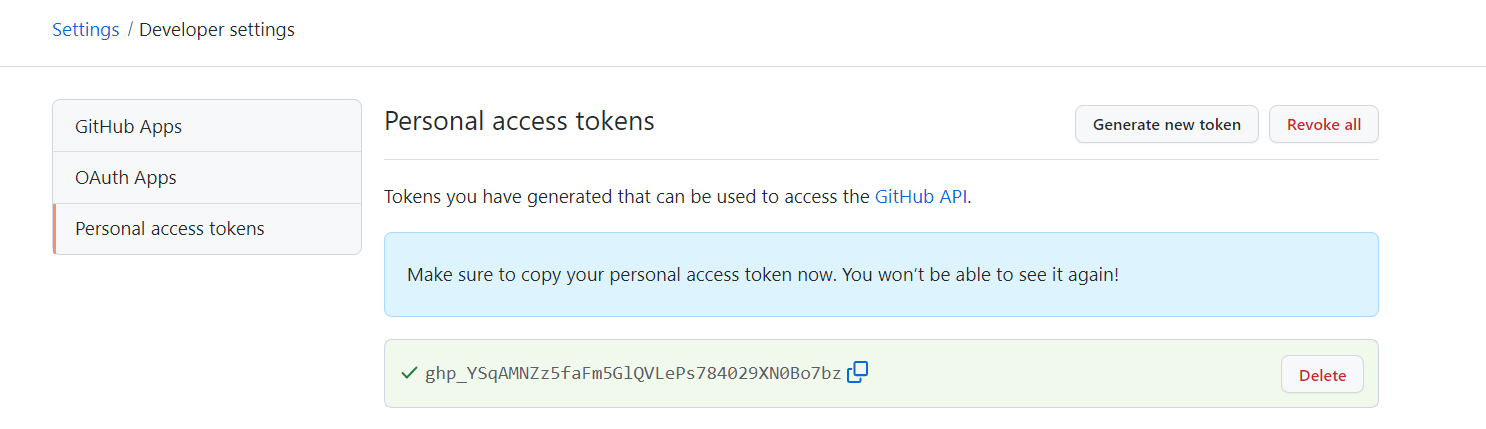 Settings / Developer settings
GitHub Apps
OAuth Apps
Personal access tokens
Personal access tokens
Generate new token
Revoke all
Tokens you have generated that can be used to access the GitHub API.
Make sure to copy your personal access token now. You won’t be able to see it again!
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
Delete